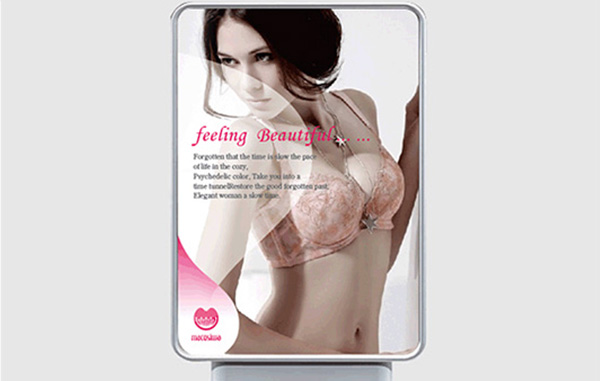 feeling Beautiful... ...
Forgotten that the time is slow the pace
of life in the cozy,
Psychedelic color, Take you into a
time tunnelRestore the good forgotten past,
Elegant woman a slow time.